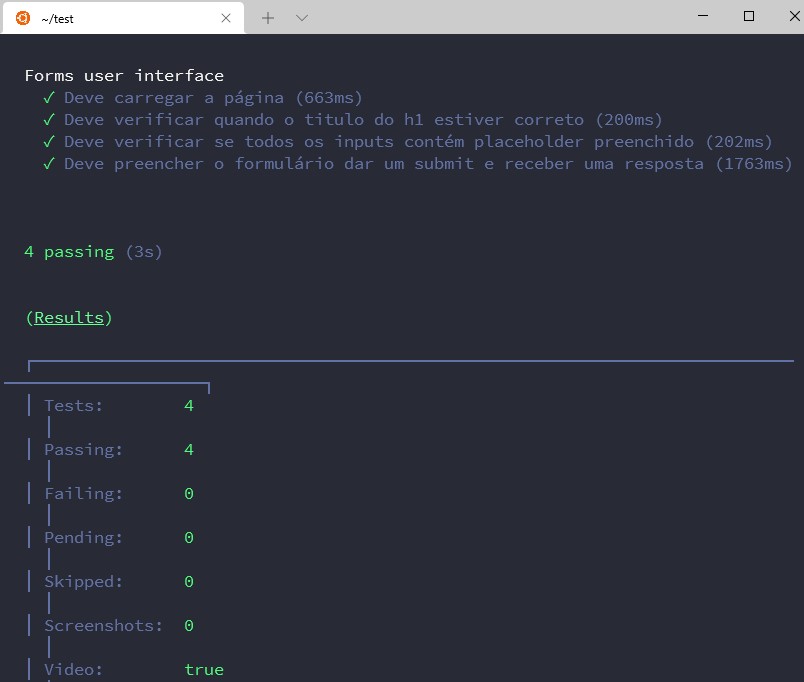 ~/test
Forms user interface
✓ Deve carregar a página (663ms)
✓ Deve verificar quando o titulo do h1 estiver correto (200ms)
✓ Deve verificar se todos os inputs contém placeholder preenchido (202ms)
✓ Deve preencher o formulário dar um submit e receber uma resposta (1763ms)
4 passing (3s)
(Results)
Tests: 4
Passing: 4
Failing: 0
Pending: 0
Skipped: 0
Screenshots: 0
Video: true